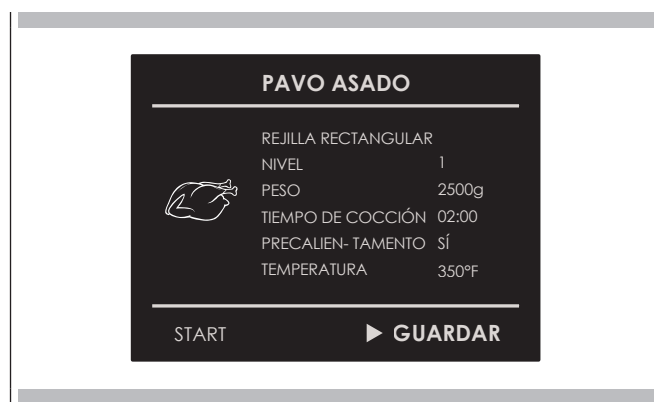 PAVO ASADO
REJILLA RECTANGULAR
NIVEL 1
PESO 2500g
TIEMPO DE COCCIÓN 02:00
PRECALIEN- TAMENTO SÍ
TEMPERATURA 350°F
START ▶ GUARDAR